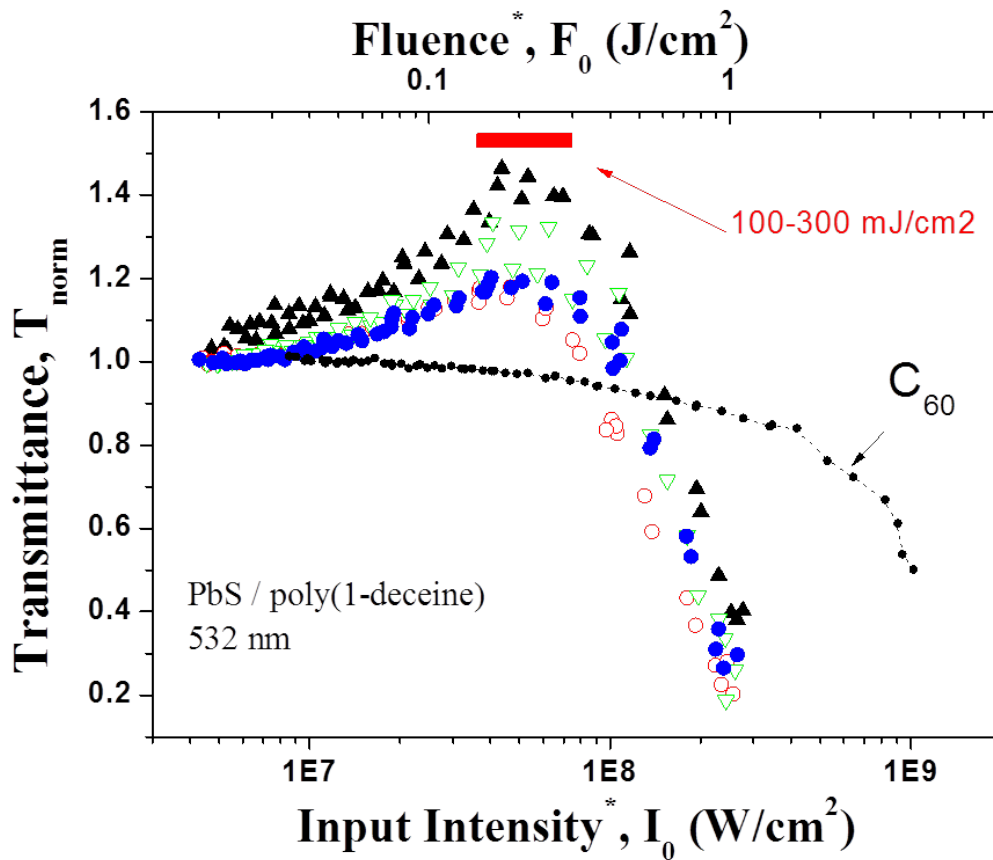 Fluence*, F0 (J/cm2)
0.1 1
1.6
1.4
1.2
1.0
0.8
0.6
0.4
0.2
Transmittance, Tnorm
100-300 mJ/cm2
C60
PbS / poly(1-deceine)
532 nm
1E7 1E8 1E9
Input Intensity*, I0 (W/cm2)